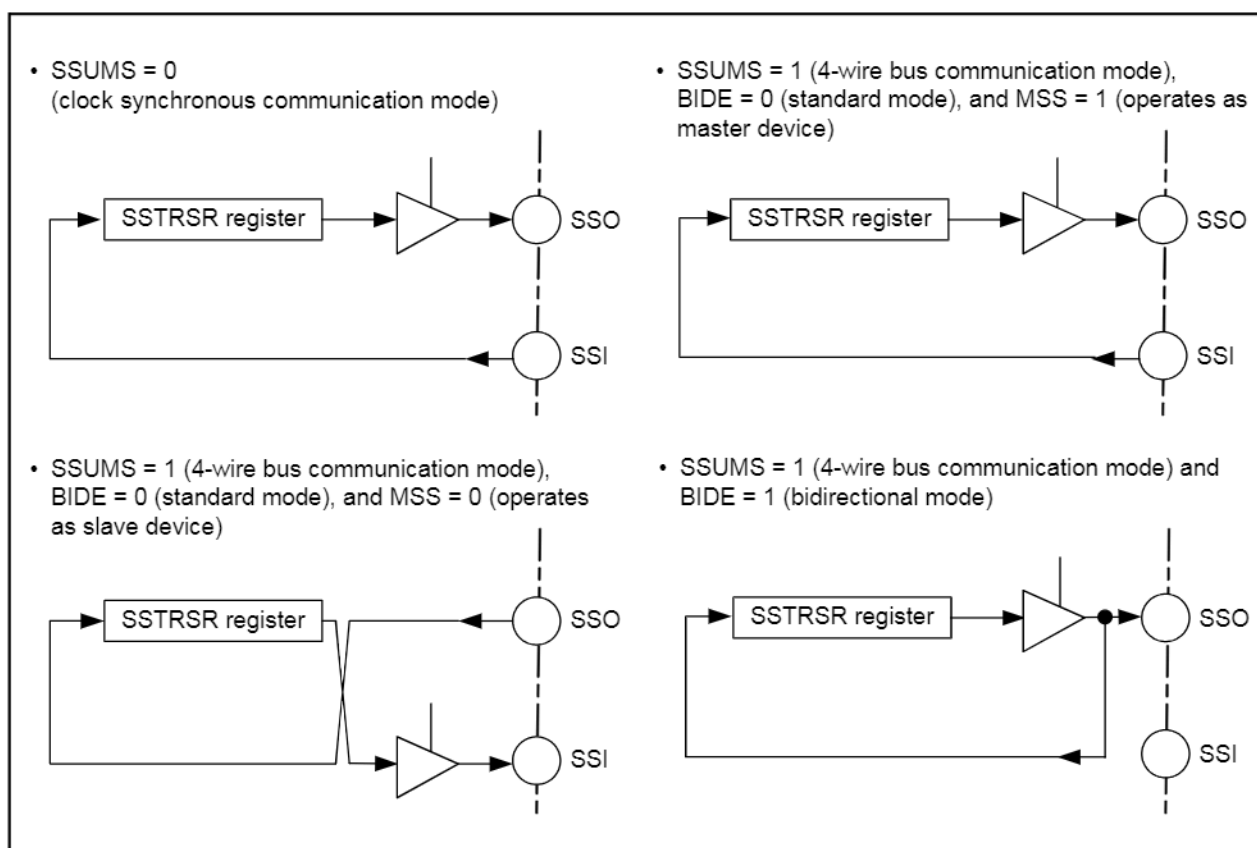 • SSUMS = 0
(clock synchronous communication mode)
SSTRSR register
SSO
SSI
• SSUMS = 1 (4-wire bus communication mode),
BIDE = 0 (standard mode), and MSS = 1 (operates as
master device)
SSTRSR register
SSO
SSI
• SSUMS = 1 (4-wire bus communication mode),
BIDE = 0 (standard mode), and MSS = 0 (operates
as slave device)
SSTRSR register
SSO
SSI
• SSUMS = 1 (4-wire bus communication mode) and
BIDE = 1 (bidirectional mode)
SSTRSR register
SSO
SSI